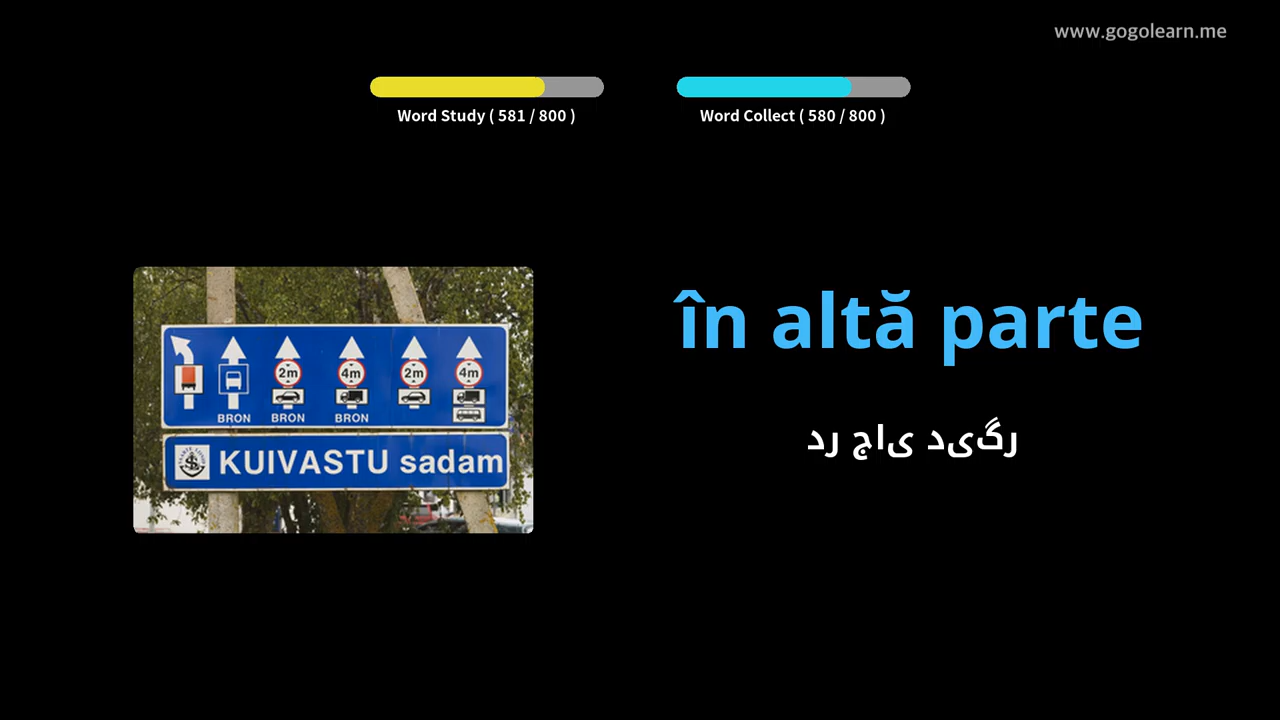 www.gogolearn.me
Word Study ( 581 / 800 )
Word Collect ( 580 / 800 )
în altă parte
در جای دیگر
2m 4m 2m 4m
BRON BRON BRON
KUIVASTU sadam